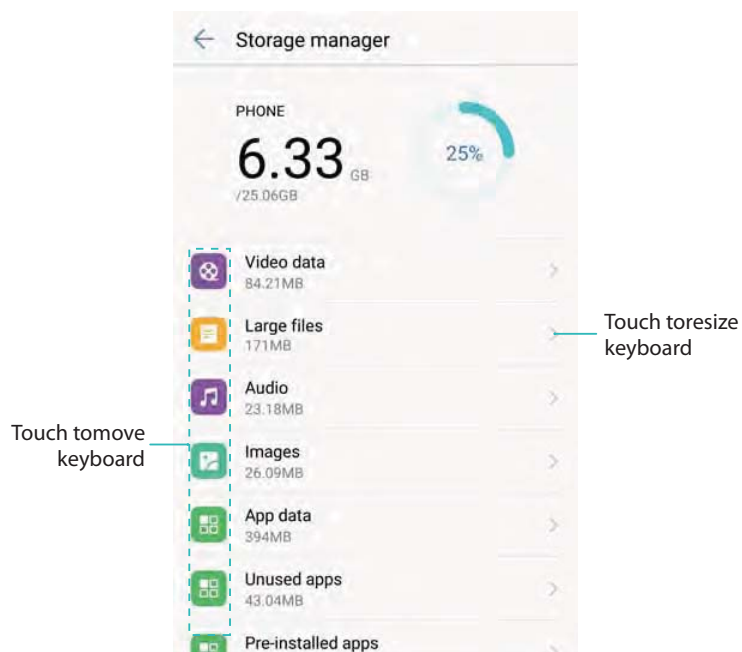 Storage manager
PHONE
6.33 GB
/25.06GB
25%
Video data
84.21MB
Large files
171MB
Touch toresize
keyboard
Audio
23.18MB
Touch tomove
keyboard
Images
26.09MB
App data
394MB
Unused apps
43.04MB
Pre-installed apps